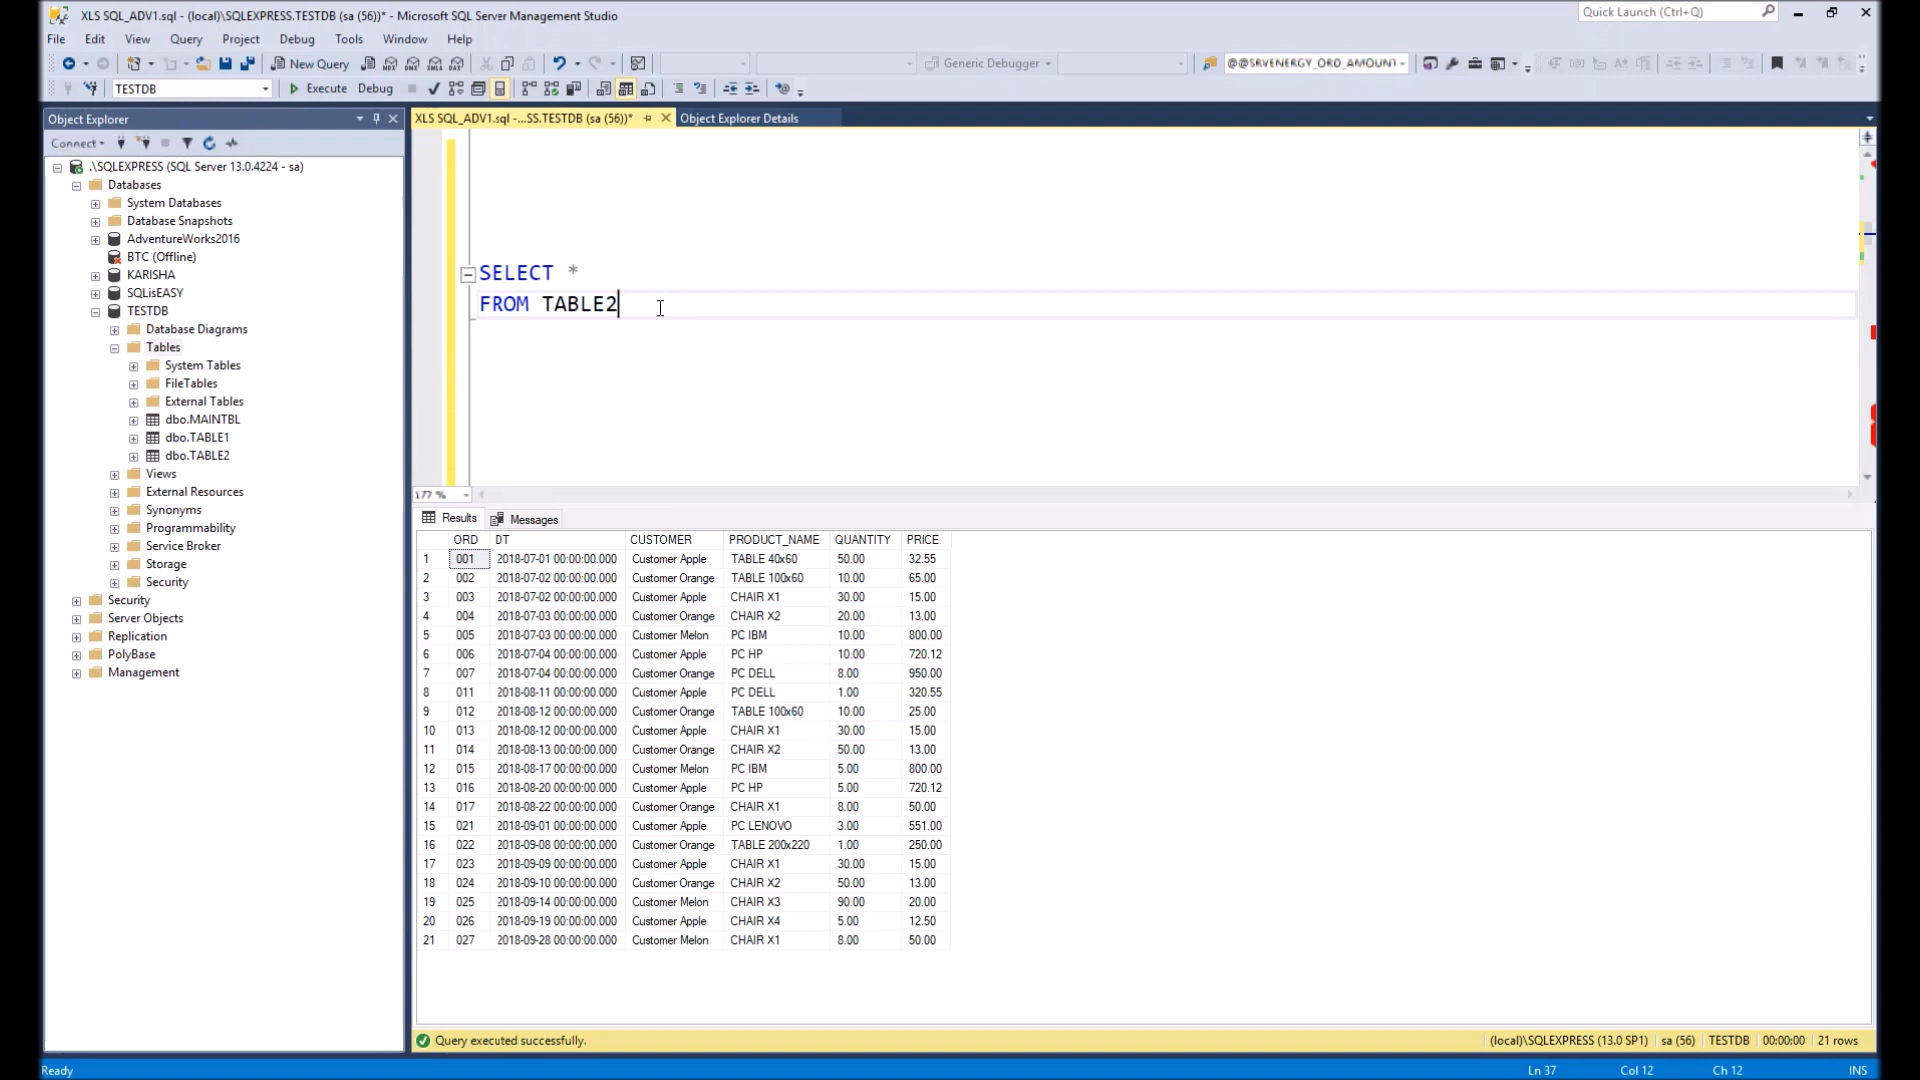 XLS SQL_ADV1.sql - (local)\SQLEXPRESS.TESTDB (sa (56))* - Microsoft SQL Server Management Studio
Quick Launch (Ctrl+Q)
File Edit View Query Project Debug Tools Window Help
New Query Generic Debugger @@SRVENERGY_ORD_AMOUNT
TESTDB Execute Debug
Object Explorer
XLS SQL_ADV1.sql -...SS.TESTDB (sa (56))* Object Explorer Details
Connect
.\SQLEXPRESS (SQL Server 13.0.4224 - sa)
Databases
System Databases
Database Snapshots
AdventureWorks2016
BTC (Offline)
KARISHA
SQLisEASY
TESTDB
Database Diagrams
Tables
System Tables
FileTables
External Tables
dbo.MAINTBL
dbo.TABLE1
dbo.TABLE2
Views
External Resources
Synonyms
Programmability
Service Broker
Storage
Security
Security
Server Objects
Replication
PolyBase
Management
SELECT *
FROM TABLE2
177 %
Results Messages
ORD DT CUSTOMER PRODUCT_NAME QUANTITY PRICE
1 001 2018-07-01 00:00:00.000 Customer Apple TABLE 40x60 50.00 32.55
2 002 2018-07-02 00:00:00.000 Customer Orange TABLE 100x60 10.00 65.00
3 003 2018-07-02 00:00:00.000 Customer Apple CHAIR X1 30.00 15.00
4 004 2018-07-03 00:00:00.000 Customer Orange CHAIR X2 20.00 13.00
5 005 2018-07-03 00:00:00.000 Customer Melon PC IBM 10.00 800.00
6 006 2018-07-04 00:00:00.000 Customer Apple PC HP 10.00 720.12
7 007 2018-07-04 00:00:00.000 Customer Orange PC DELL 8.00 950.00
8 011 2018-08-11 00:00:00.000 Customer Apple PC DELL 1.00 320.55
9 012 2018-08-12 00:00:00.000 Customer Orange TABLE 100x60 10.00 25.00
10 013 2018-08-12 00:00:00.000 Customer Apple CHAIR X1 30.00 15.00
11 014 2018-08-13 00:00:00.000 Customer Orange CHAIR X2 50.00 13.00
12 015 2018-08-17 00:00:00.000 Customer Melon PC IBM 5.00 800.00
13 016 2018-08-20 00:00:00.000 Customer Apple PC HP 5.00 720.12
14 017 2018-08-22 00:00:00.000 Customer Orange CHAIR X1 8.00 50.00
15 021 2018-09-01 00:00:00.000 Customer Apple PC LENOVO 3.00 551.00
16 022 2018-09-08 00:00:00.000 Customer Orange TABLE 200x220 1.00 250.00
17 023 2018-09-09 00:00:00.000 Customer Apple CHAIR X1 30.00 15.00
18 024 2018-09-10 00:00:00.000 Customer Orange CHAIR X2 50.00 13.00
19 025 2018-09-14 00:00:00.000 Customer Melon CHAIR X3 90.00 20.00
20 026 2018-09-19 00:00:00.000 Customer Apple CHAIR X4 5.00 12.50
21 027 2018-09-28 00:00:00.000 Customer Melon CHAIR X1 8.00 50.00
Query executed successfully. (local)\SQLEXPRESS (13.0 SP1) sa (56) TESTDB 00:00:00 21 rows
Ready Ln 37 Col 12 Ch 12 INS